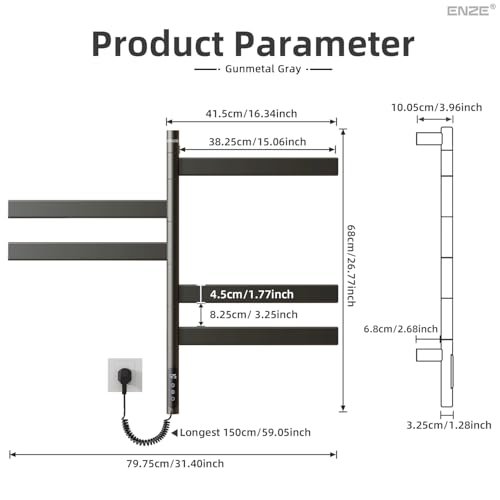 ENZE®
Product Parameter
Gunmetal Gray
41.5cm/16.34inch
10.05cm/3.96inch
38.25cm/15.06inch
68cm/26.77inch
4.5cm/1.77inch
8.25cm/ 3.25inch
6.8cm/2.68inch
Longest 150cm/59.05inch
3.25cm/1.28inch
79.75cm/31.40inch